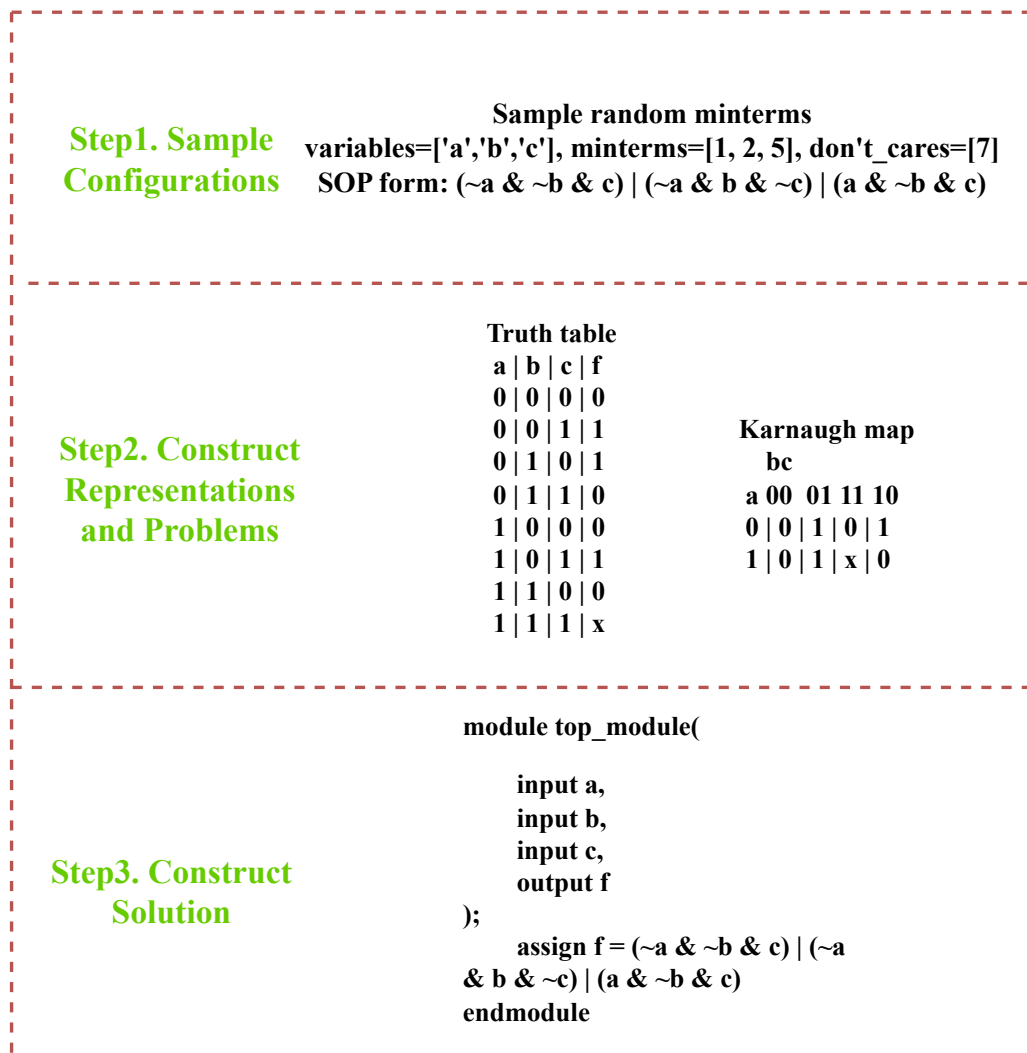 Step1. Sample
Configurations
Sample random minterms
variables=['a','b','c'], minterms=[1, 2, 5], don't_cares=[7]
SOP form: (~a & ~b & c) | (~a & b & ~c) | (a & ~b & c)
Step2. Construct
Representations
and Problems
Truth table
a | b | c | f
0 | 0 | 0 | 0
0 | 0 | 1 | 1
0 | 1 | 0 | 1
0 | 1 | 1 | 0
1 | 0 | 0 | 0
1 | 0 | 1 | 1
1 | 1 | 0 | 0
1 | 1 | 1 | x
Karnaugh map
bc
a 00 01 11 10
0 | 0 | 1 | 0 | 1
1 | 0 | 1 | x | 0
Step3. Construct
Solution
module top_module(
input a,
input b,
input c,
output f
);
assign f = (~a & ~b & c) | (~a
& b & ~c) | (a & ~b & c)
endmodule